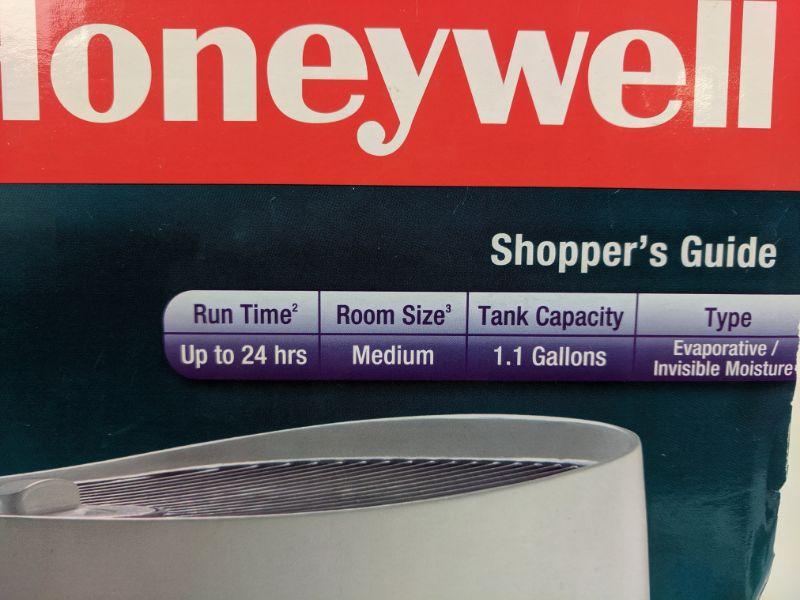 Honeywell
Shopper's Guide
Run Time² Room Size³ Tank Capacity Type
Up to 24 hrs Medium 1.1 Gallons Evaporative / Invisible Moisture